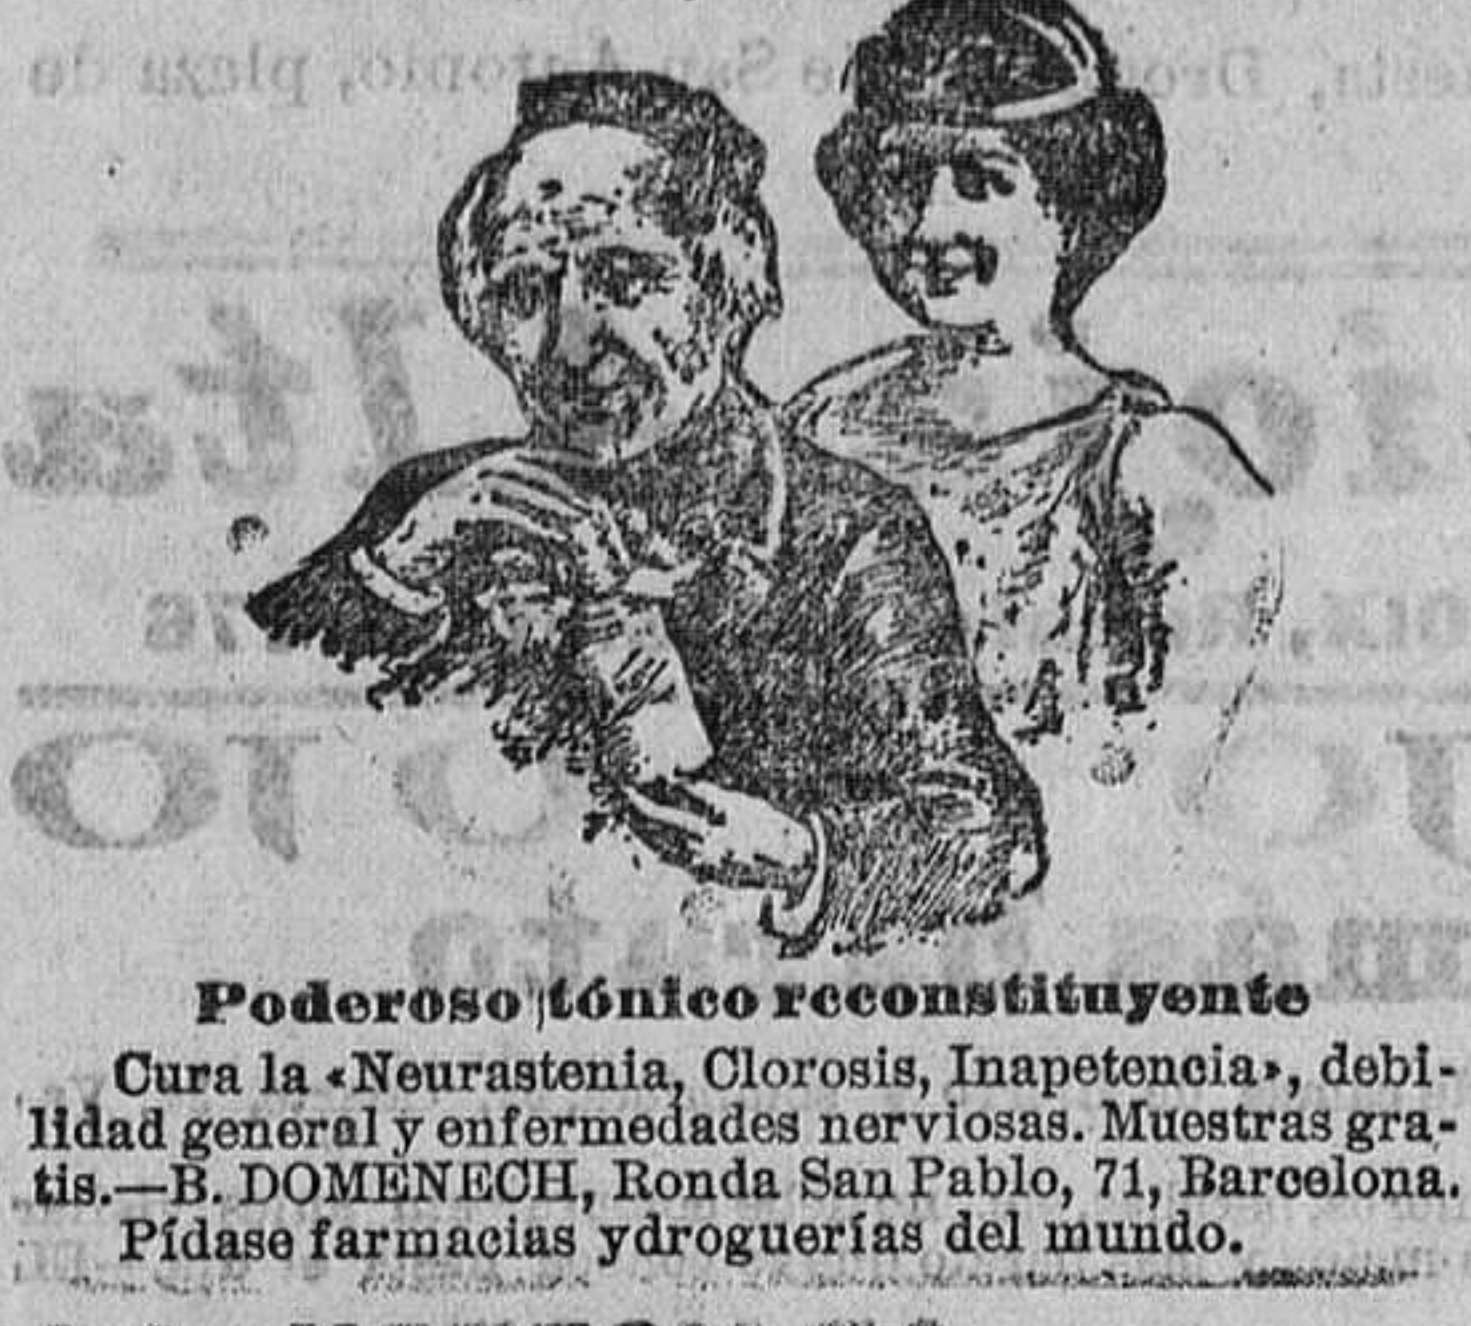 Poderoso tónico rcconstituyente
Cura la «Neurastenia, Clorosis, Inapetencia», debi-
lidad general y enfermedades nerviosas. Muestras gra-
tis.—B. DOMENECH, Ronda San Pablo, 71, Barcelona.
Pídase farmacias ydroguerías del mundo.